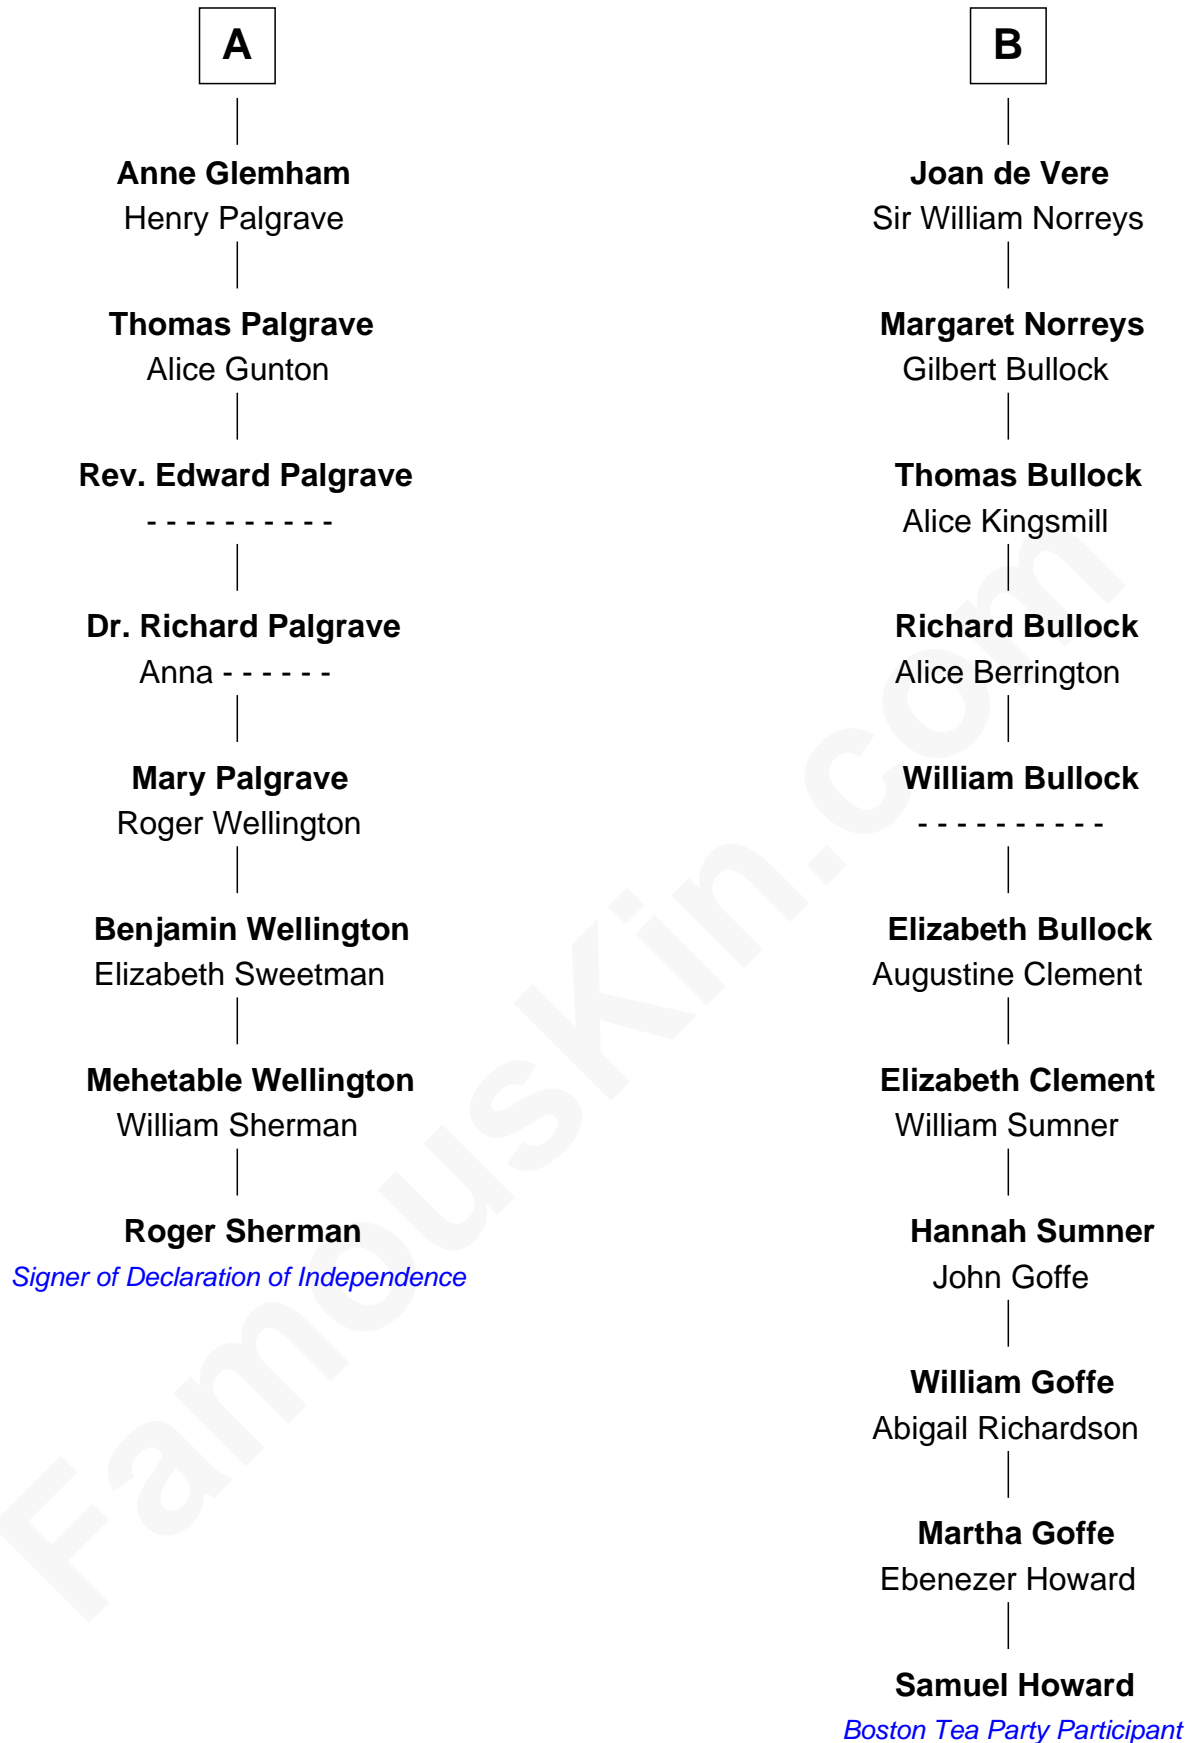 A
Anne Glemham
Henry Palgrave
Thomas Palgrave
Alice Gunton
Rev. Edward Palgrave
- - - - - - - - - -
Dr. Richard Palgrave
Anna - - - - - -
Mary Palgrave
Roger Wellington
Benjamin Wellington
Elizabeth Sweetman
Mehetable Wellington
William Sherman
Roger Sherman
Signer of Declaration of Independence
B
Joan de Vere
Sir William Norreys
Margaret Norreys
Gilbert Bullock
Thomas Bullock
Alice Kingsmill
Richard Bullock
Alice Berrington
William Bullock
- - - - - - - - - -
Elizabeth Bullock
Augustine Clement
Elizabeth Clement
William Sumner
Hannah Sumner
John Goffe
William Goffe
Abigail Richardson
Martha Goffe
Ebenezer Howard
Samuel Howard
Boston Tea Party Participant
FamousKin.com